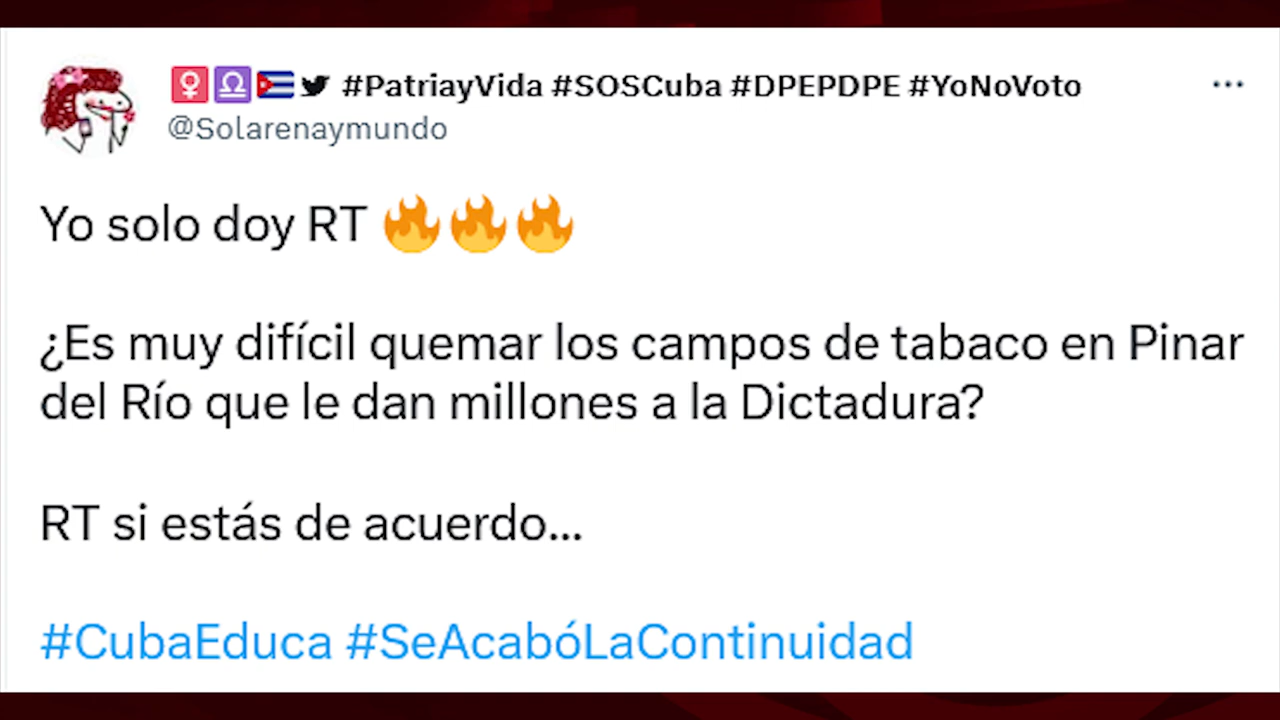 #PatriayVida #SOSCuba #DPEPDPE #YoNoVoto
@Solarenaymundo
Yo solo doy RT 🔥🔥🔥
¿Es muy difícil quemar los campos de tabaco en Pinar
del Río que le dan millones a la Dictadura?
RT si estás de acuerdo...
#CubaEduca #SeAcabóLaContinuidad